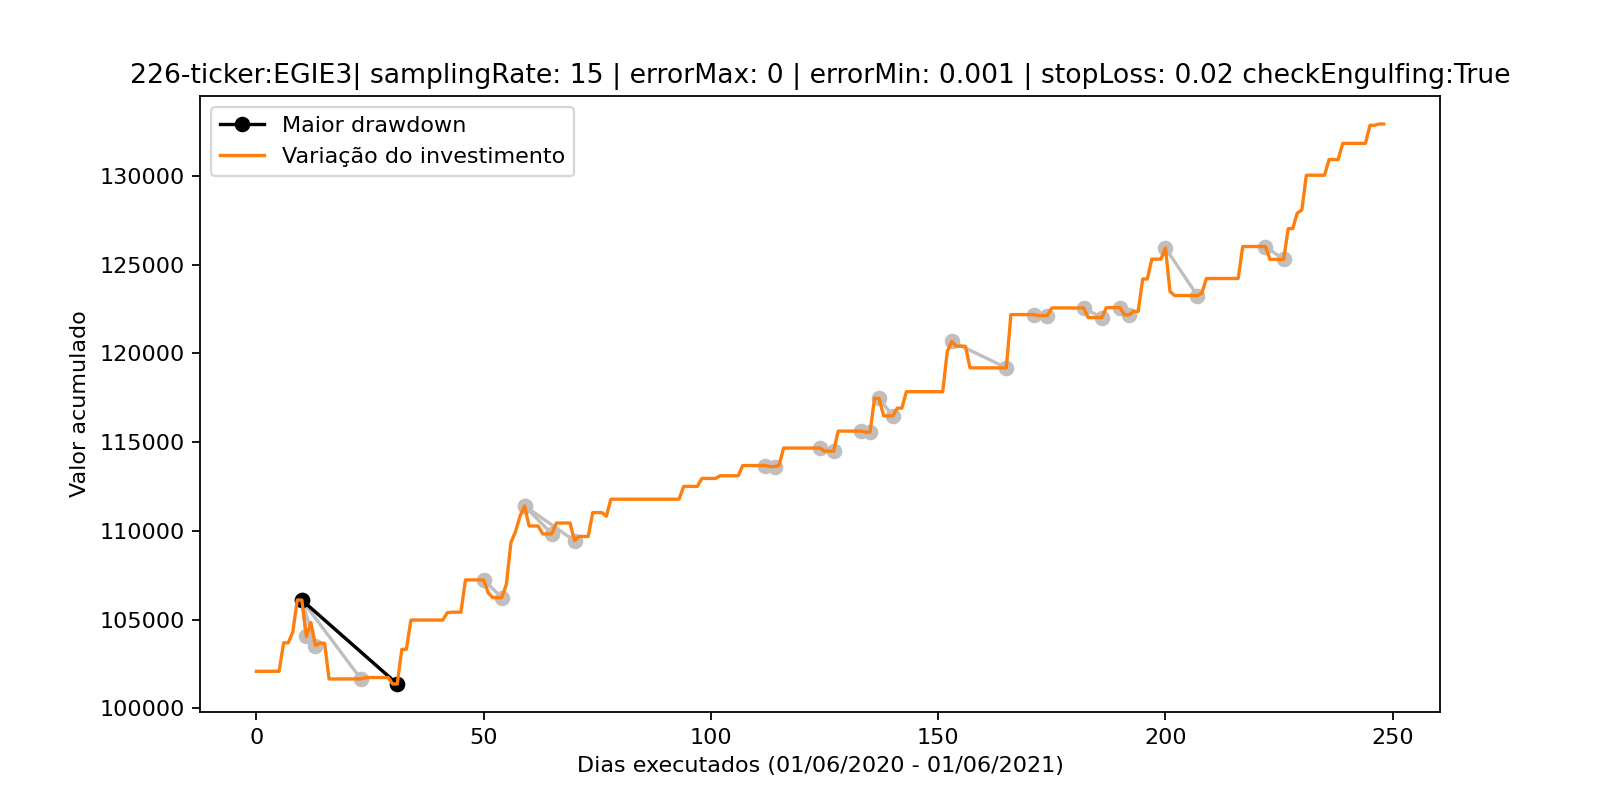 226-ticker:EGIE3| samplingRate: 15 | errorMax: 0 | errorMin: 0.001 | stopLoss: 0.02 checkEngulfing:True
Maior drawdown
Variação do investimento
130000
125000
120000
115000
110000
105000
100000
Valor acumulado
0
50
100
150
200
250
Dias executados (01/06/2020 - 01/06/2021)